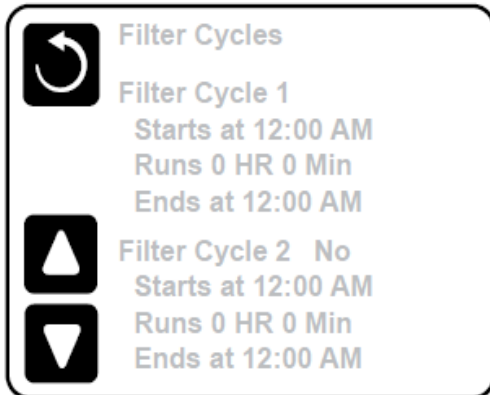 Filter Cycles
Filter Cycle 1
Starts at 12:00 AM
Runs 0 HR 0 Min
Ends at 12:00 AM
Filter Cycle 2 No
Starts at 12:00 AM
Runs 0 HR 0 Min
Ends at 12:00 AM